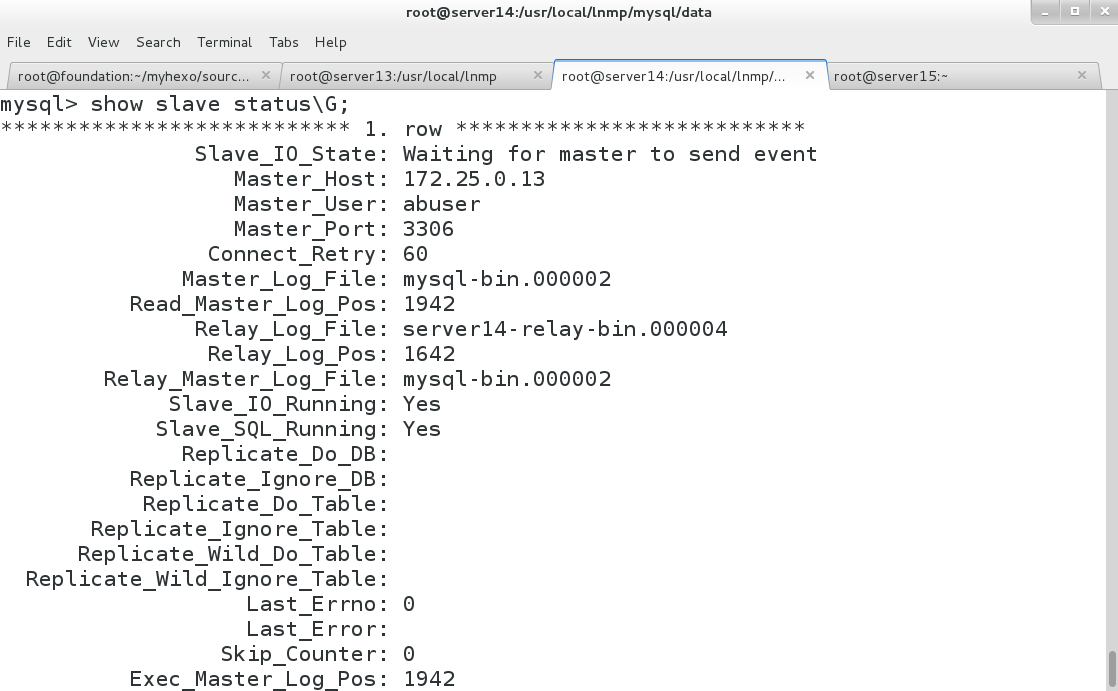 root@server14:/usr/local/lnmp/mysql/data
File Edit View Search Terminal Tabs Help
root@foundation:~/myhexo/sourc... root@server13:/usr/local/lnmp root@server14:/usr/local/lnmp/... root@server15:~
mysql> show slave status\G;
*************************** 1. row ***************************
Slave_IO_State: Waiting for master to send event
Master_Host: 172.25.0.13
Master_User: abuser
Master_Port: 3306
Connect_Retry: 60
Master_Log_File: mysql-bin.000002
Read_Master_Log_Pos: 1942
Relay_Log_File: server14-relay-bin.000004
Relay_Log_Pos: 1642
Relay_Master_Log_File: mysql-bin.000002
Slave_IO_Running: Yes
Slave_SQL_Running: Yes
Replicate_Do_DB:
Replicate_Ignore_DB:
Replicate_Do_Table:
Replicate_Ignore_Table:
Replicate_Wild_Do_Table:
Replicate_Wild_Ignore_Table:
Last_Errno: 0
Last_Error:
Skip_Counter: 0
Exec_Master_Log_Pos: 1942